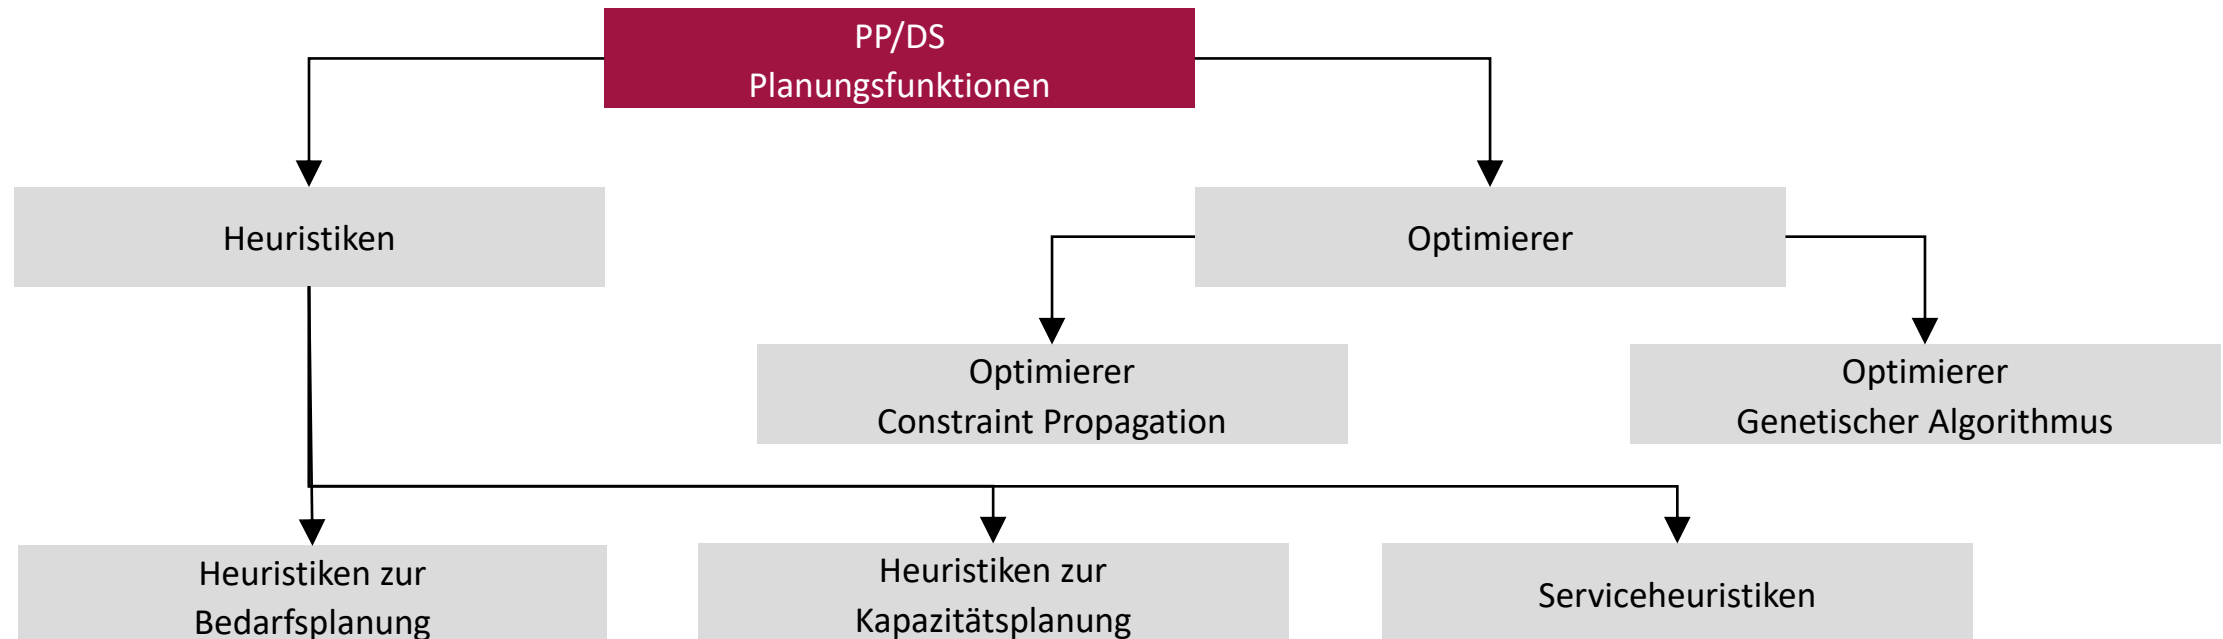 PP/DS
Planungsfunktionen
Heuristiken
Optimierer
Optimierer
Constraint Propagation
Optimierer
Genetischer Algorithmus
Heuristiken zur
Bedarfsplanung
Heuristiken zur
Kapazitätsplanung
Serviceheuristiken